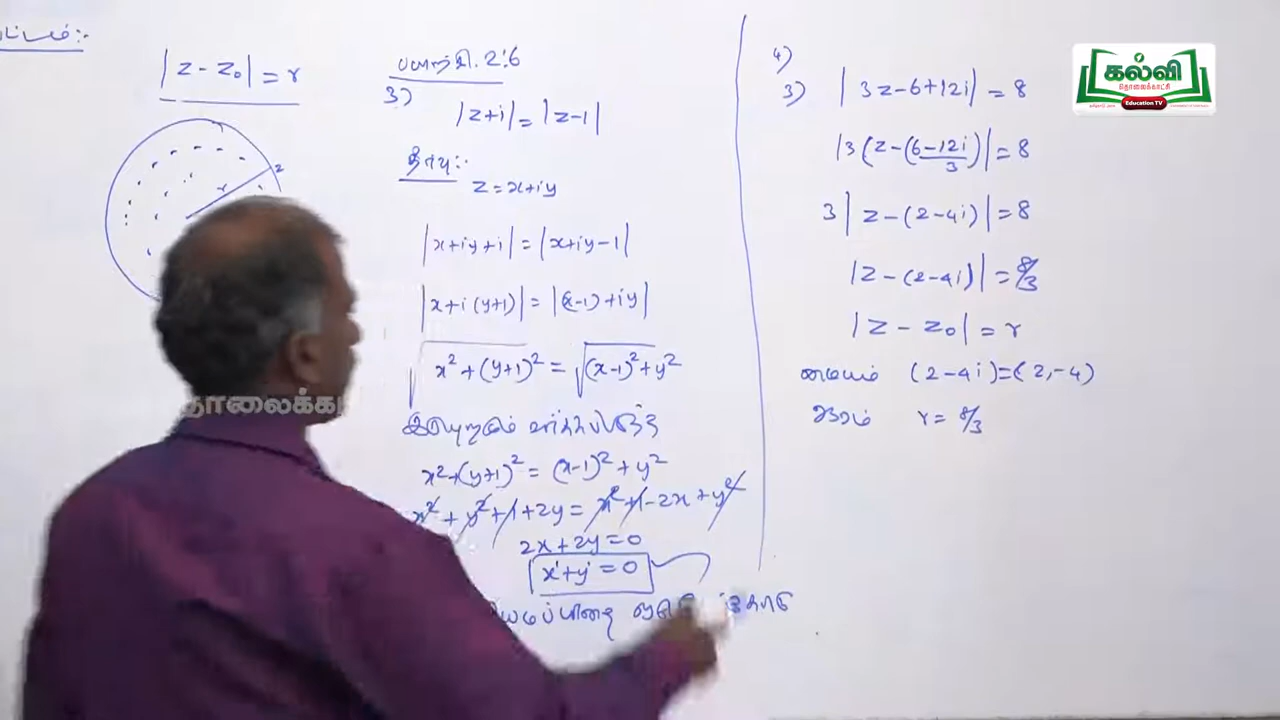 |z - z₀| = r
r
z
பயிற்சி. 2.6
3)
|z+i| = |z-1|
தீர்வு:-
z = x+iy
|x+iy+i| = |x+iy-1|
|x+i(y+1)| = |(x-1)+iy|
√x²+(y+1)² = √(x-1)²+y²
x²+(y+1)² = (x-1)²+y²
x²+y²+1+2y = x²+1-2x+y²
2x+2y=0
x+y=0
4)
3) |3z-6+12i| = 8
|3(z-(6-12i/3)| = 8
3|z-(2-4i)| = 8
|z-(2-4i)| = 8/3
|z - z₀| = r
மையம் (2-4i)=(2,-4)
ஆரம் r = 8/3
கல்வி
தொலைக்காட்சி
Education TV